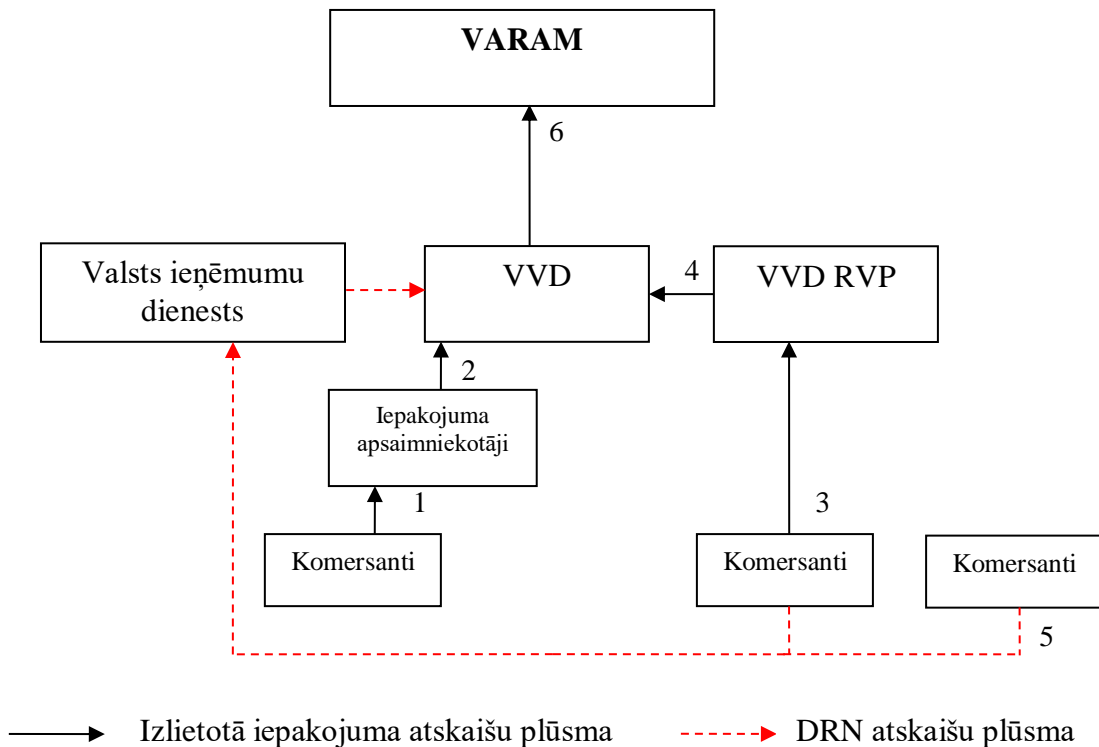 VARAM
6
Valsts ieņēmumu
dienests
VVD
4
VVD RVP
2
Iepakojuma
apsaimniekotāji
1
3
Komersanti
Komersanti
Komersanti
5
Izlietotā iepakojuma atskaišu plūsma
DRN atskaišu plūsma